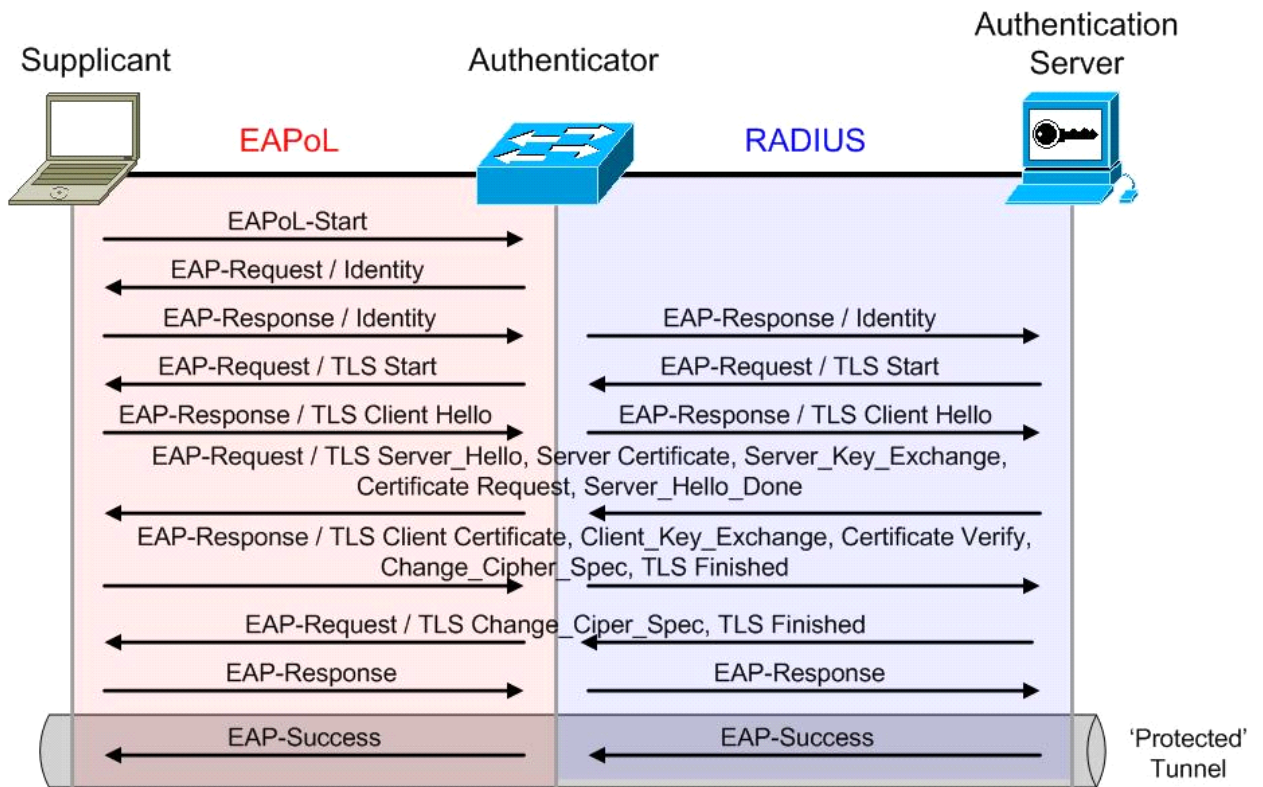 Supplicant
Authenticator
Authentication
Server
EAPoL
RADIUS
EAPoL-Start
EAP-Request / Identity
EAP-Response / Identity
EAP-Response / Identity
EAP-Request / TLS Start
EAP-Request / TLS Start
EAP-Response / TLS Client Hello
EAP-Response / TLS Client Hello
EAP-Request / TLS Server_Hello, Server Certificate, Server_Key_Exchange,
Certificate Request, Server_Hello_Done
EAP-Response / TLS Client Certificate, Client_Key_Exchange, Certificate Verify,
Change_Cipher_Spec, TLS Finished
EAP-Request / TLS Change_Ciper_Spec, TLS Finished
EAP-Response
EAP-Response
EAP-Success
EAP-Success
‘Protected’
Tunnel